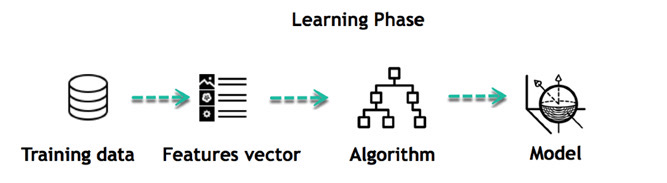 Learning Phase
Training data
Features vector
Algorithm
Model